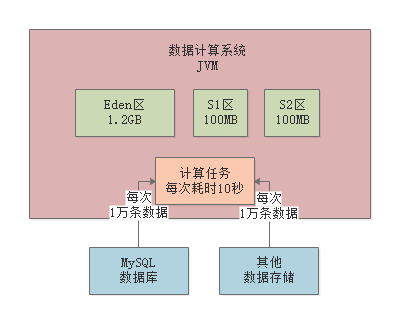 数据计算系统
JVM
Eden区
1.2GB
S1区
100MB
S2区
100MB
计算任务
每次耗时10秒
每次
1万条数据
每次
1万条数据
MySQL
数据库
其他
数据存储